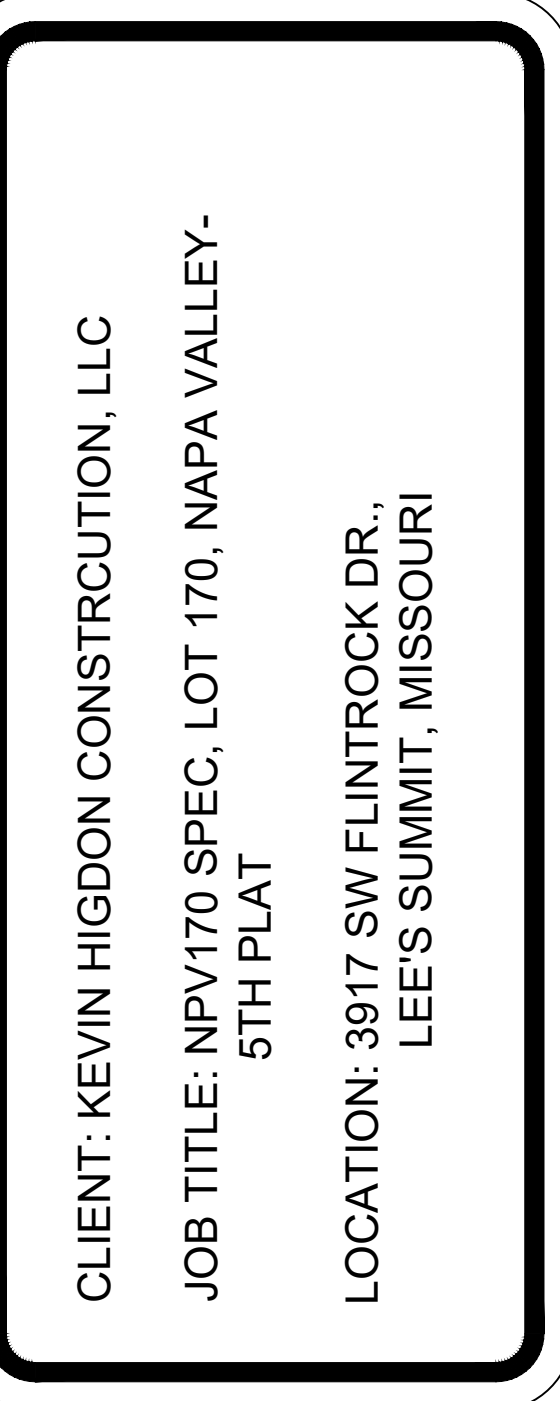 CLIENT: KEVIN HIGDON CONSTRCUTION, LLC
JOB TITLE: NPV170 SPEC, LOT 170, NAPA VALLEY-
5TH PLAT
LOCATION: 3917 SW FLINTROCK DR.,
LEE'S SUMMIT, MISSOURI